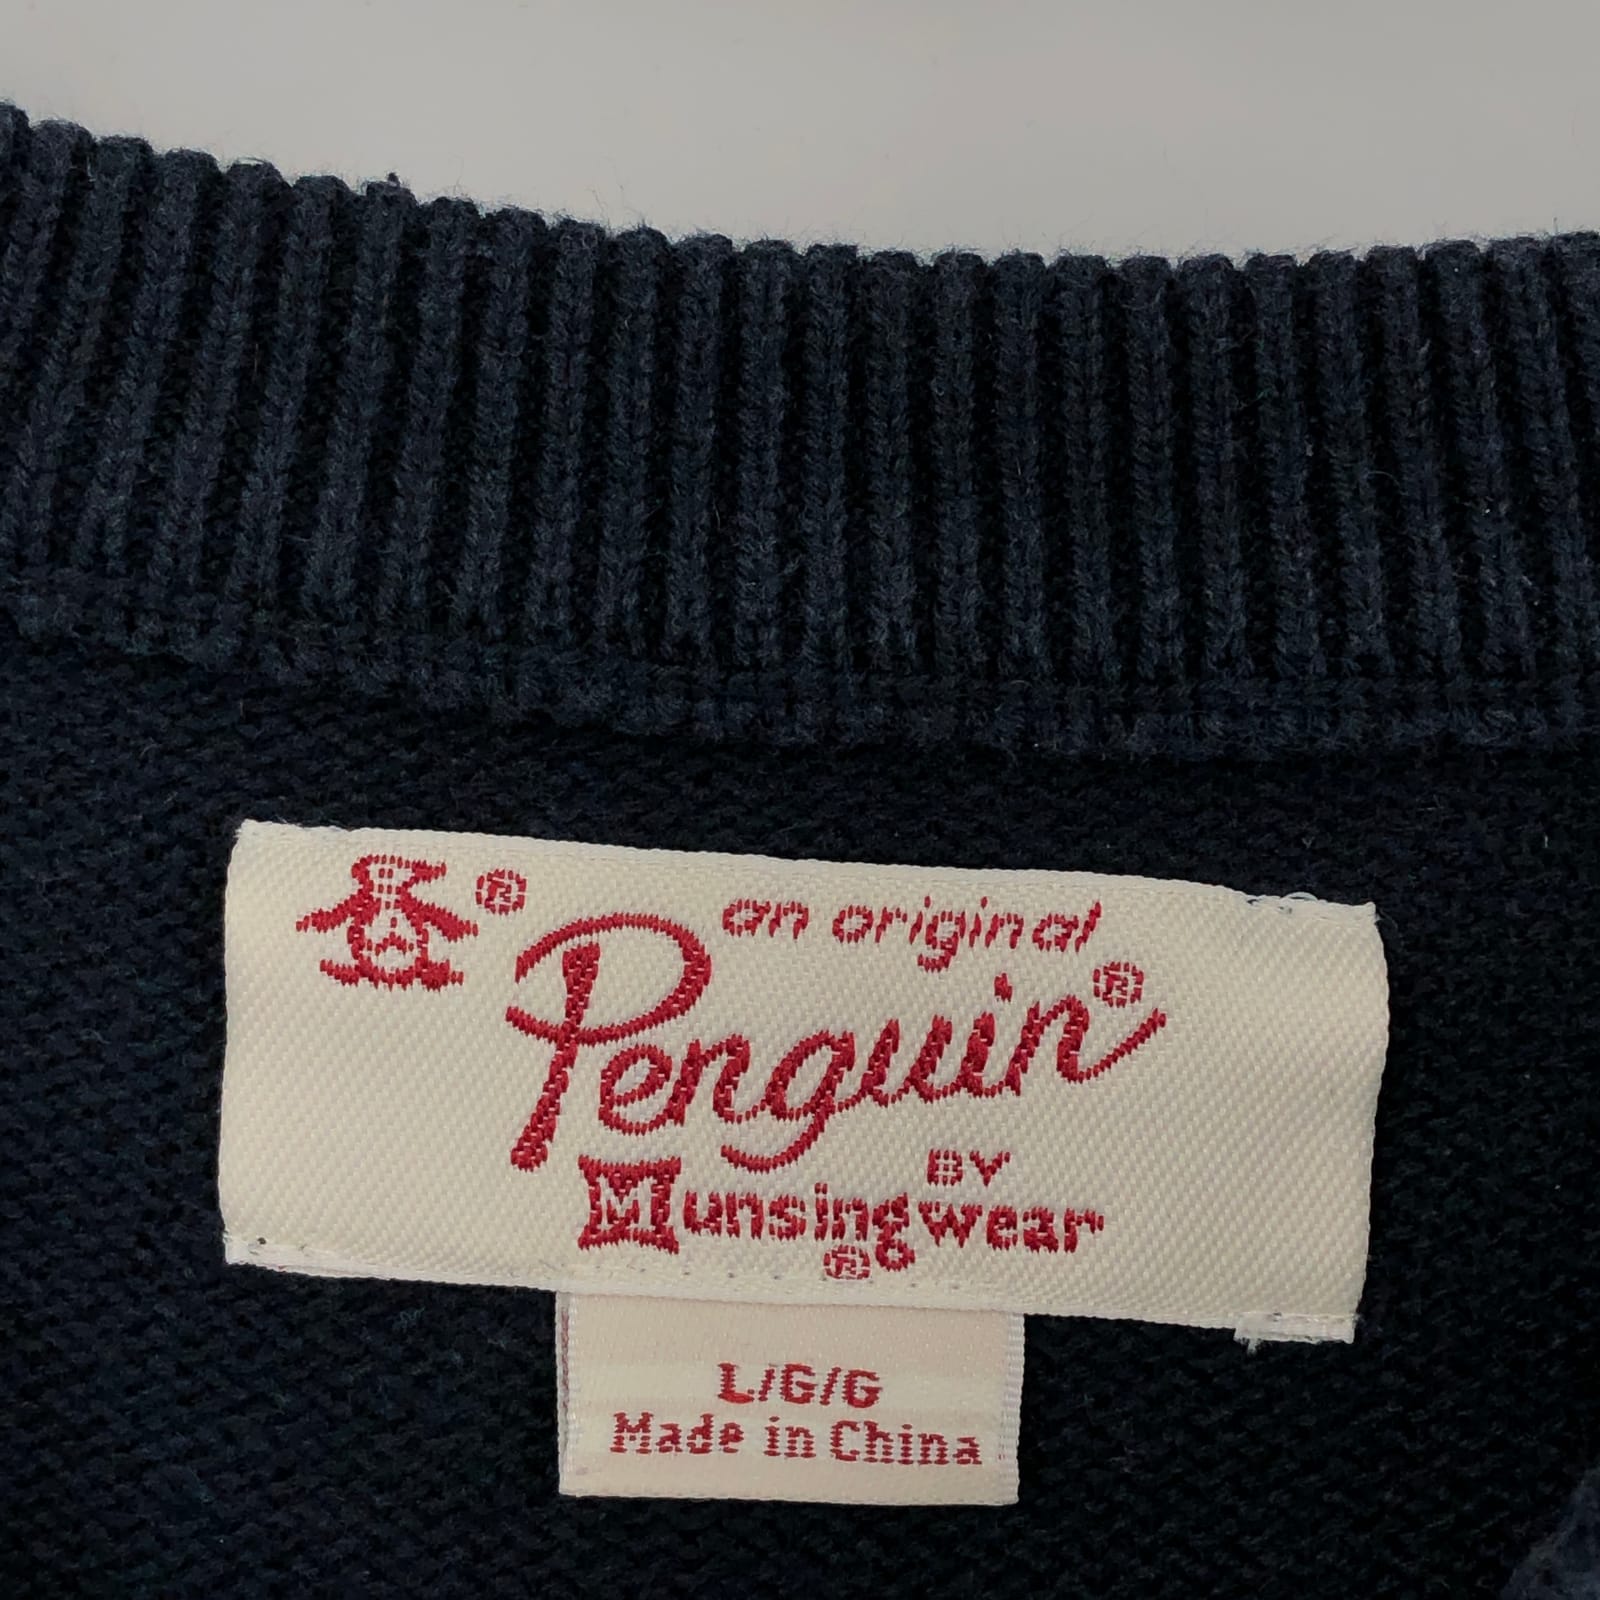 ®
an original
Penguin®
BY
Munsingwear
®
L/G/G
Made in China